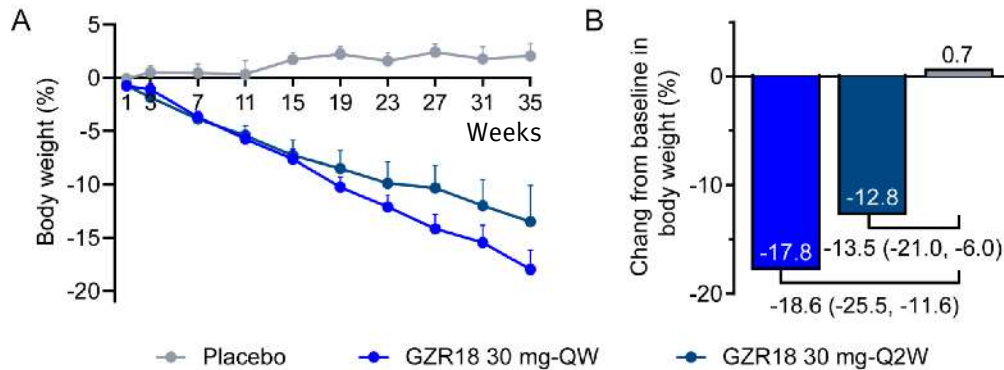 A
Body weight (%)
5
0
-5
-10
-15
-20
1 3 7 11 15 19 23 27 31 35
Weeks
B
Chang from baseline in
body weight (%)
0
-10
-20
0.7
-12.8
-17.8
-13.5 (-21.0, -6.0)
-18.6 (-25.5, -11.6)
Placebo
GZR18 30 mg-QW
GZR18 30 mg-Q2W